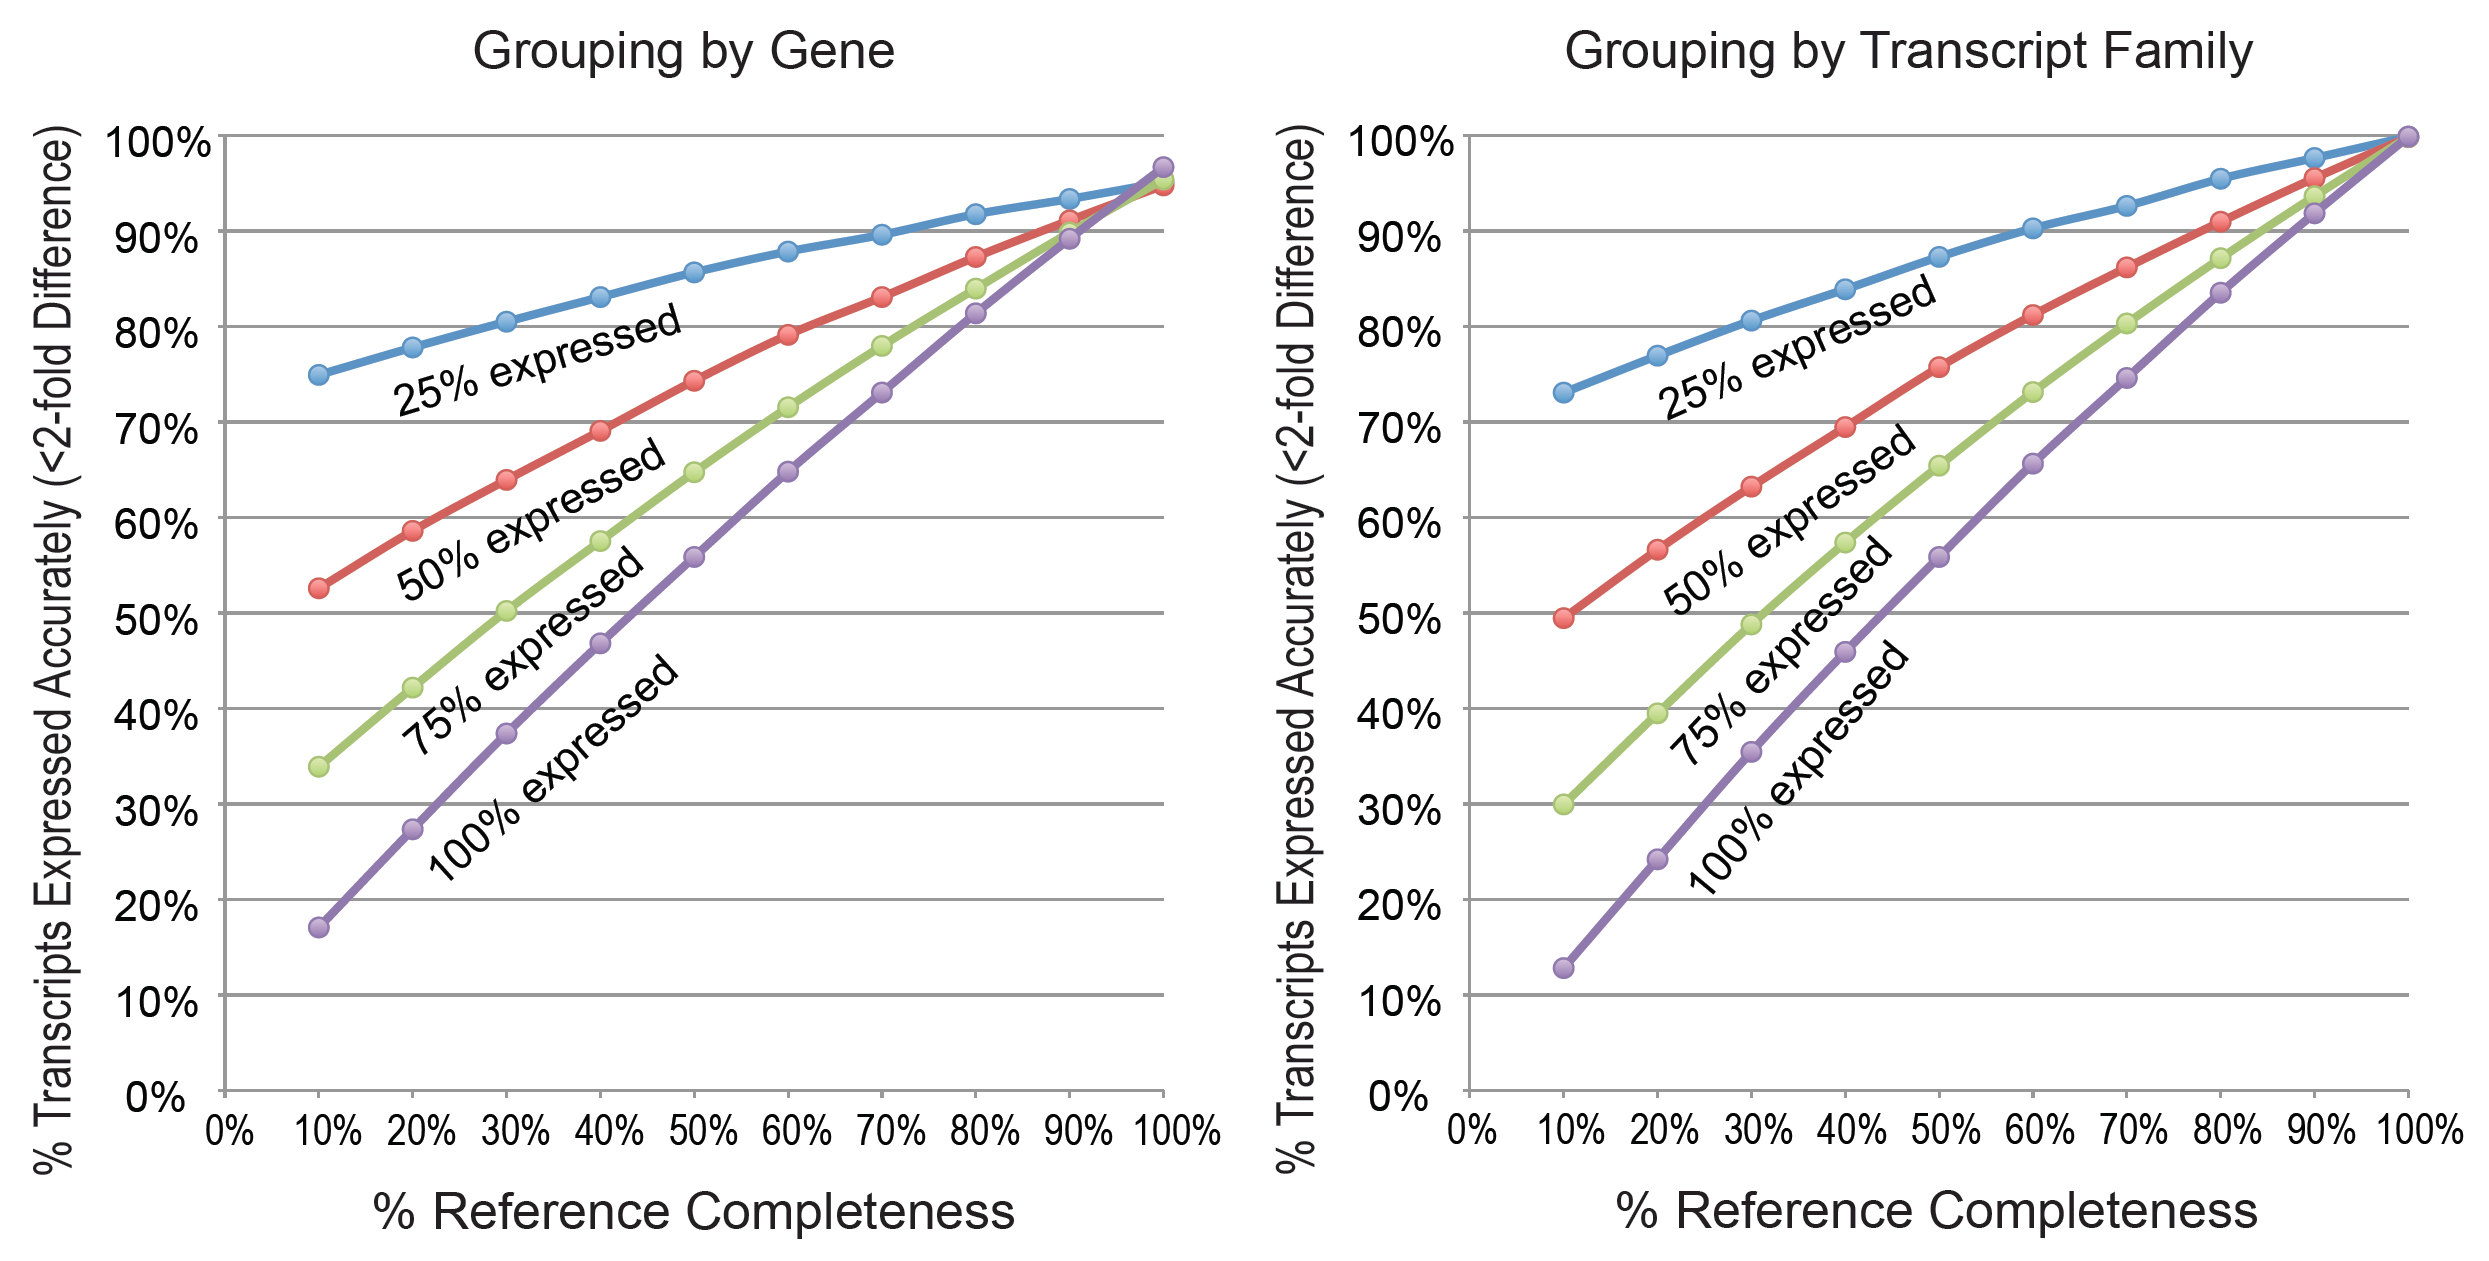 Grouping by Gene
% Transcripts Expressed Accurately (<2-fold Difference)
100%
90%
80%
70%
60%
50%
40%
30%
20%
10%
0%
25% expressed
50% expressed
75% expressed
100% expressed
0% 10% 20% 30% 40% 50% 60% 70% 80% 90% 100%
% Reference Completeness
Grouping by Transcript Family
% Transcripts Expressed Accurately (<2-fold Difference)
100%
90%
80%
70%
60%
50%
40%
30%
20%
10%
0%
25% expressed
50% expressed
75% expressed
100% expressed
0% 10% 20% 30% 40% 50% 60% 70% 80% 90% 100%
% Reference Completeness